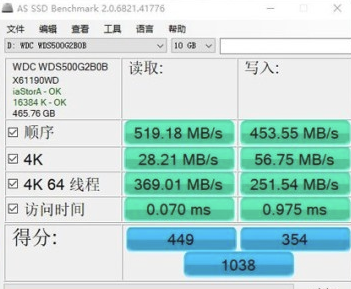 AS SSD Benchmark 2.0.6821.41776
文件 编辑 查看 工具 语言 帮助
D: WDC WDS500G2B0B 10 GB
WDC WDS500G2B0B
X61190WD
iaStorA - OK
16384 K - OK
465.76 GB
读取: 写入:
顺序 519.18 MB/s 453.55 MB/s
4K 28.21 MB/s 56.75 MB/s
4K 64 线程 369.01 MB/s 251.54 MB/s
访问时间 0.070 ms 0.975 ms
得分: 449 354
1038